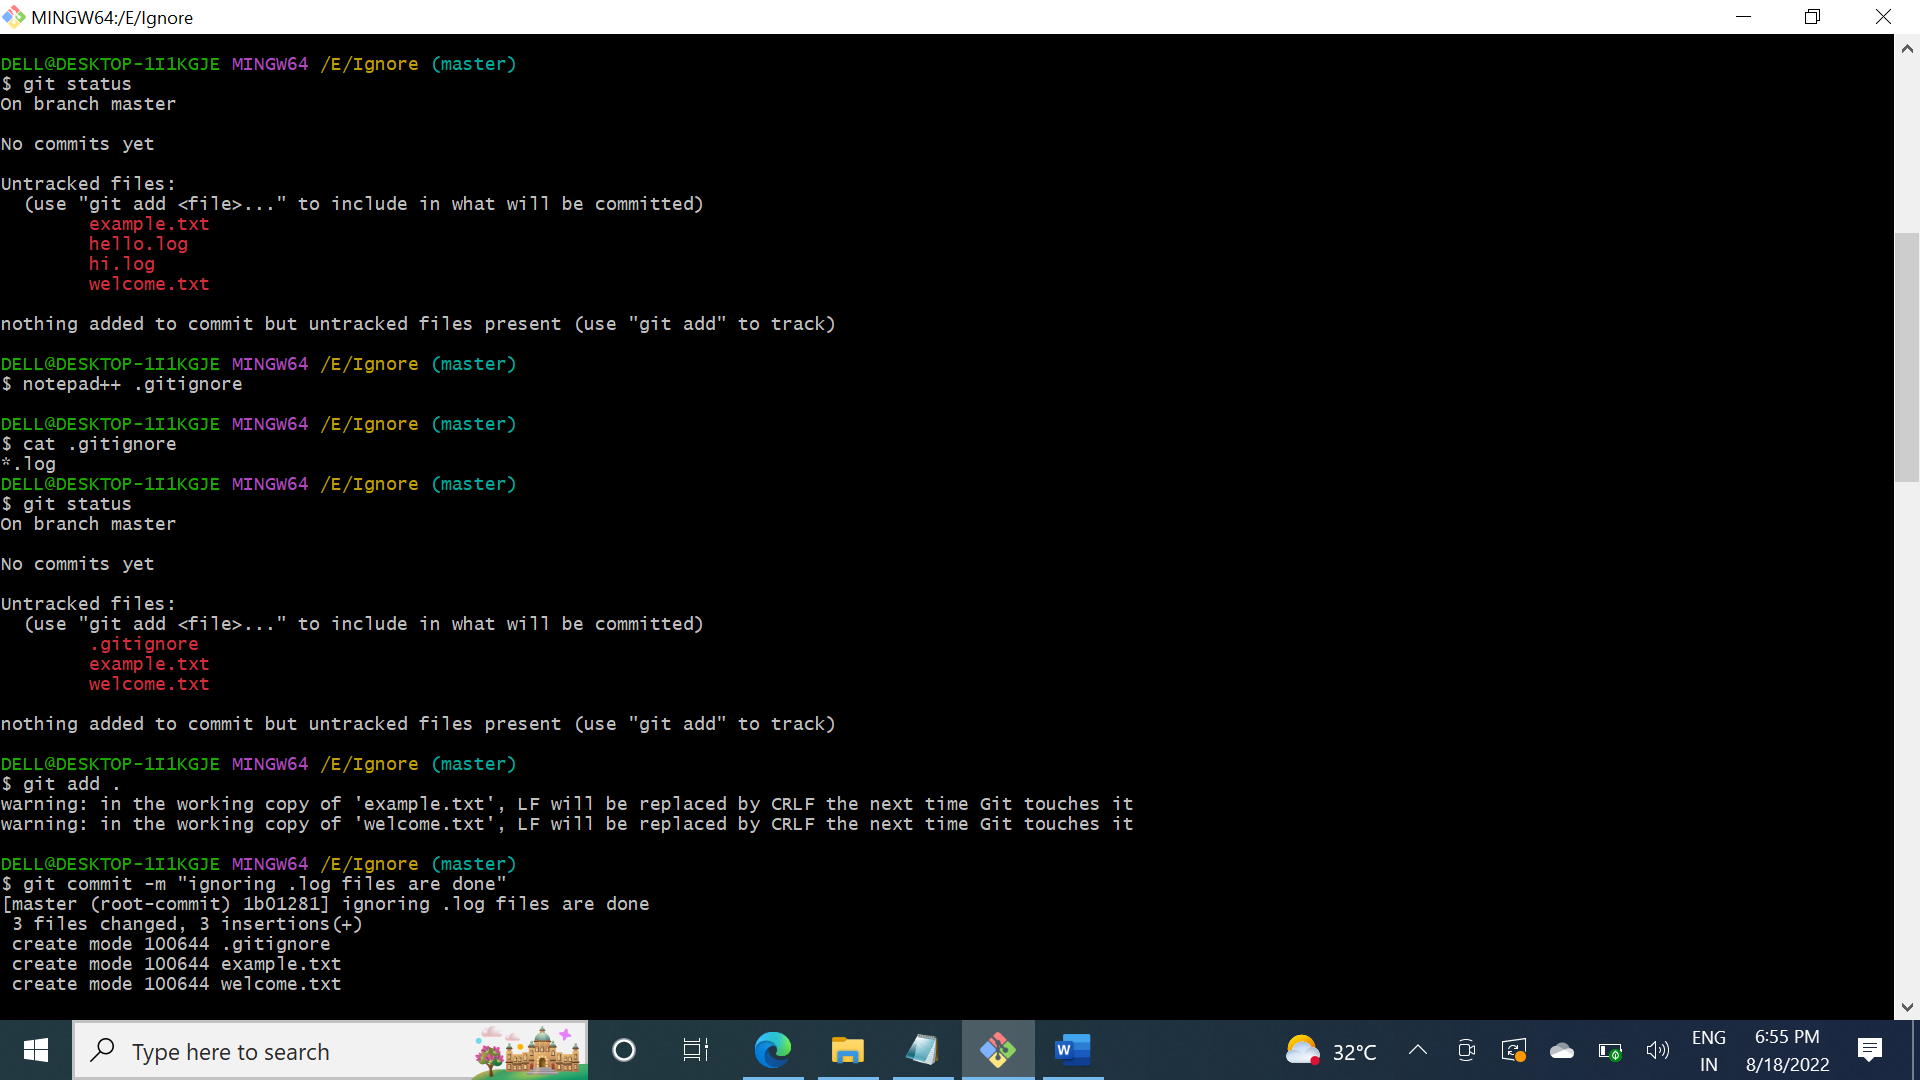 MINGW64:/E/Ignore
DELL@DESKTOP-1I1KGJE MINGW64 /E/Ignore (master)
$ git status
On branch master
No commits yet
Untracked files:
  (use "git add <file>..." to include in what will be committed)
        example.txt
        hello.log
        hi.log
        welcome.txt
nothing added to commit but untracked files present (use "git add" to track)
DELL@DESKTOP-1I1KGJE MINGW64 /E/Ignore (master)
$ notepad++ .gitignore
DELL@DESKTOP-1I1KGJE MINGW64 /E/Ignore (master)
$ cat .gitignore
*.log
DELL@DESKTOP-1I1KGJE MINGW64 /E/Ignore (master)
$ git status
On branch master
No commits yet
Untracked files:
  (use "git add <file>..." to include in what will be committed)
        .gitignore
        example.txt
        welcome.txt
nothing added to commit but untracked files present (use "git add" to track)
DELL@DESKTOP-1I1KGJE MINGW64 /E/Ignore (master)
$ git add .
warning: in the working copy of 'example.txt', LF will be replaced by CRLF the next time Git touches it
warning: in the working copy of 'welcome.txt', LF will be replaced by CRLF the next time Git touches it
DELL@DESKTOP-1I1KGJE MINGW64 /E/Ignore (master)
$ git commit -m "ignoring .log files are done"
[master (root-commit) 1b01281] ignoring .log files are done
 3 files changed, 3 insertions(+)
 create mode 100644 .gitignore
 create mode 100644 example.txt
 create mode 100644 welcome.txt
Type here to search
W
32°C
ENG
IN
6:55 PM
8/18/2022